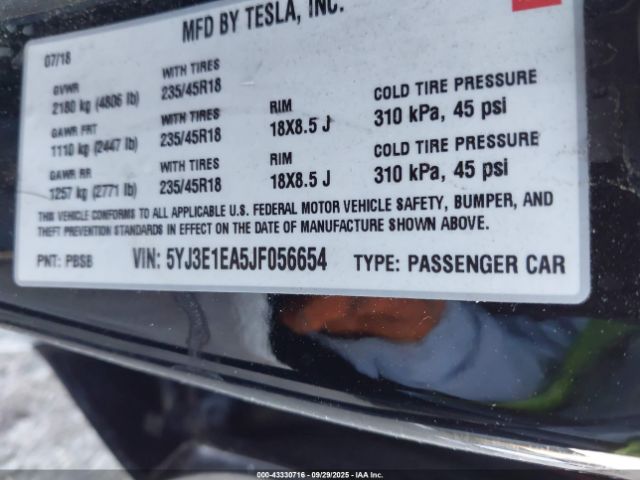 MFD BY TESLA, INC.
07/18
GVWR WITH TIRES
2180 kg (4806 lb) 235/45R18 RIM COLD TIRE PRESSURE
GAWR FRT WITH TIRES 18X8.5 J 310 kPa, 45 psi
1110 kg (2447 lb) 235/45R18 RIM COLD TIRE PRESSURE
GAWR RR WITH TIRES 18X8.5 J 310 kPa, 45 psi
1257 kg (2771 lb) 235/45R18
THIS VEHICLE CONFORMS TO ALL APPLICABLE U.S. FEDERAL MOTOR VEHICLE SAFETY, BUMPER, AND
THEFT PREVENTION STANDARDS IN EFFECT ON THE DATE OF MANUFACTURE SHOWN ABOVE.
PNT: PBSB VIN: 5YJ3E1EA5JF056654 TYPE: PASSENGER CAR
000-43330716 - 09/29/2025 - IAA Inc.